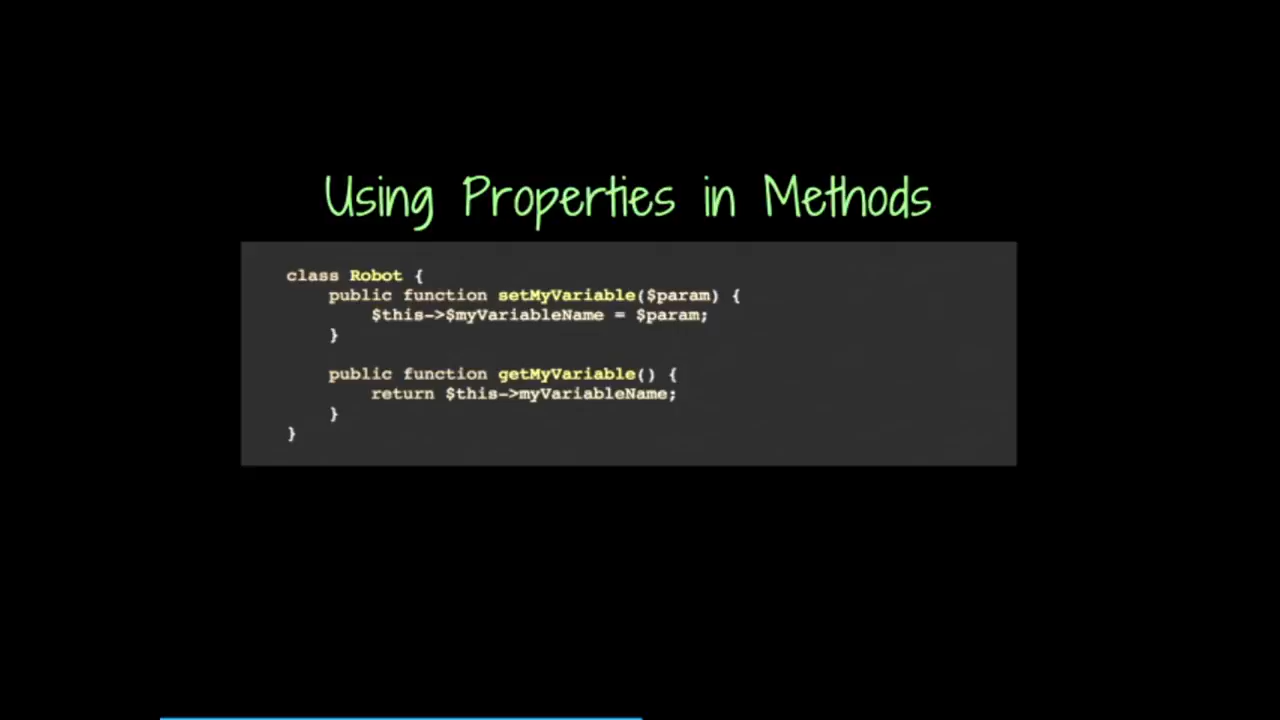 Using Properties in Methods
class Robot {
    public function setMyVariable($param) {
        $this->$myVariableName = $param;
    }
    public function getMyVariable() {
        return $this->myVariableName;
    }
}